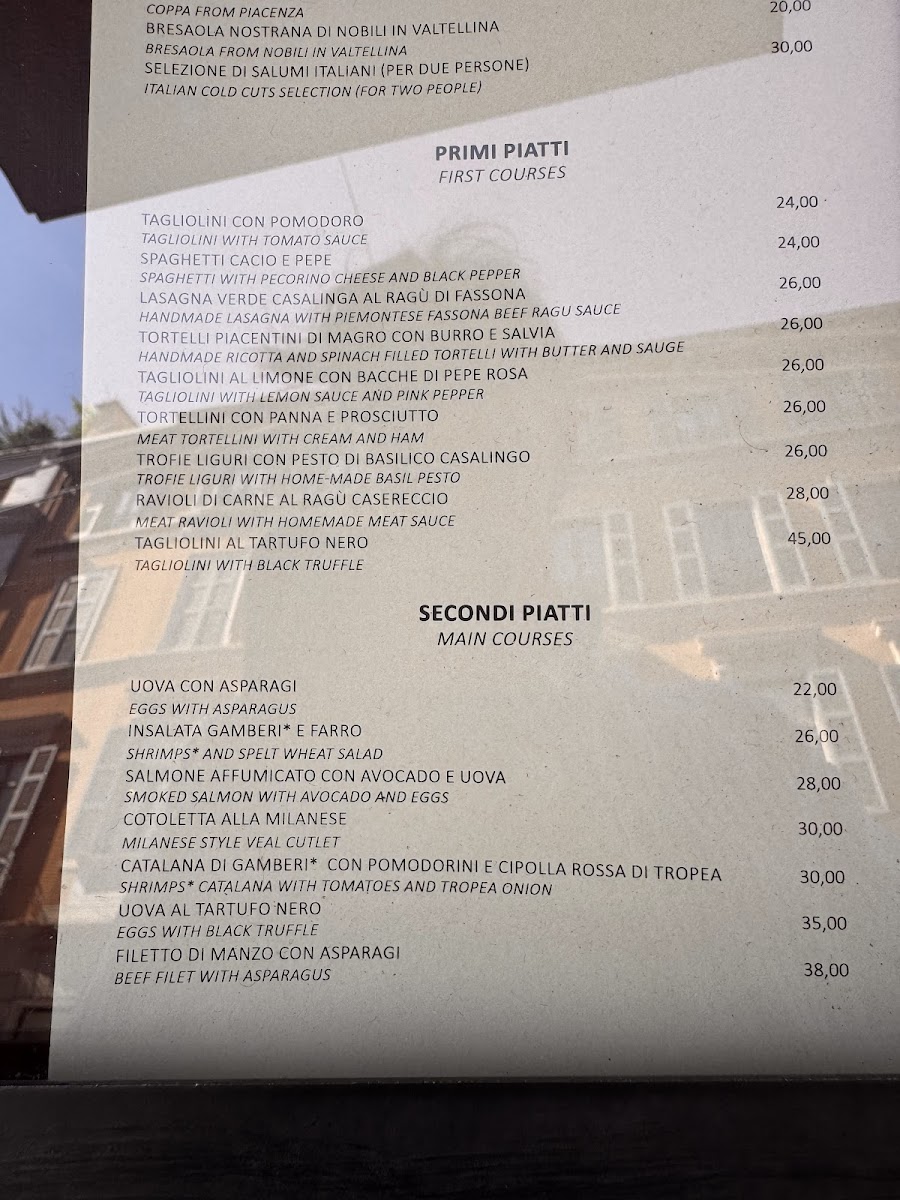 COPPA FROM PIACENZA
20,00
BRESAOLA NOSTRANA DI NOBILI IN VALTELLINA
BRESAOLA FROM NOBILI IN VALTELLINA
30,00
SELEZIONE DI SALUMI ITALIANI (PER DUE PERSONE)
ITALIAN COLD CUTS SELECTION (FOR TWO PEOPLE)
PRIMI PIATTI
FIRST COURSES
TAGLIOLINI CON POMODORO 24,00
TAGLIOLINI WITH TOMATO SAUCE
SPAGHETTI CACIO E PEPE 24,00
SPAGHETTI WITH PECORINO CHEESE AND BLACK PEPPER
LASAGNA VERDE CASALINGA AL RAGÙ DI FASSONA 26,00
HANDMADE LASAGNA WITH PIEMONTESE FASSONA BEEF RAGU SAUCE
TORTELLI PIACENTINI DI MAGRO CON BURRO E SALVIA 26,00
HANDMADE RICOTTA AND SPINACH FILLED TORTELLI WITH BUTTER AND SAUGE
TAGLIOLINI AL LIMONE CON BACCHE DI PEPE ROSA 26,00
TAGLIOLINI WITH LEMON SAUCE AND PINK PEPPER
TORTELLINI CON PANNA E PROSCIUTTO 26,00
MEAT TORTELLINI WITH CREAM AND HAM
TROFIE LIGURI CON PESTO DI BASILICO CASALINGO 26,00
TROFIE LIGURI WITH HOME-MADE BASIL PESTO
RAVIOLI DI CARNE AL RAGÙ CASERECCIO 28,00
MEAT RAVIOLI WITH HOMEMADE MEAT SAUCE
TAGLIOLINI AL TARTUFO NERO 45,00
TAGLIOLINI WITH BLACK TRUFFLE
SECONDI PIATTI
MAIN COURSES
UOVA CON ASPARAGI 22,00
EGGS WITH ASPARAGUS
INSALATA GAMBERI* E FARRO 26,00
SHRIMPS* AND SPELT WHEAT SALAD
SALMONE AFFUMICATO CON AVOCADO E UOVA 28,00
SMOKED SALMON WITH AVOCADO AND EGGS
COTOLETTA ALLA MILANESE 30,00
MILANESE STYLE VEAL CUTLET
CATALANA DI GAMBERI* CON POMODORINI E CIPOLLA ROSSA DI TROPEA 30,00
SHRIMPS* CATALANA WITH TOMATOES AND TROPEA ONION
UOVA AL TARTUFO NERO 35,00
EGGS WITH BLACK TRUFFLE
FILETTO DI MANZO CON ASPARAGI 38,00
BEEF FILET WITH ASPARAGUS